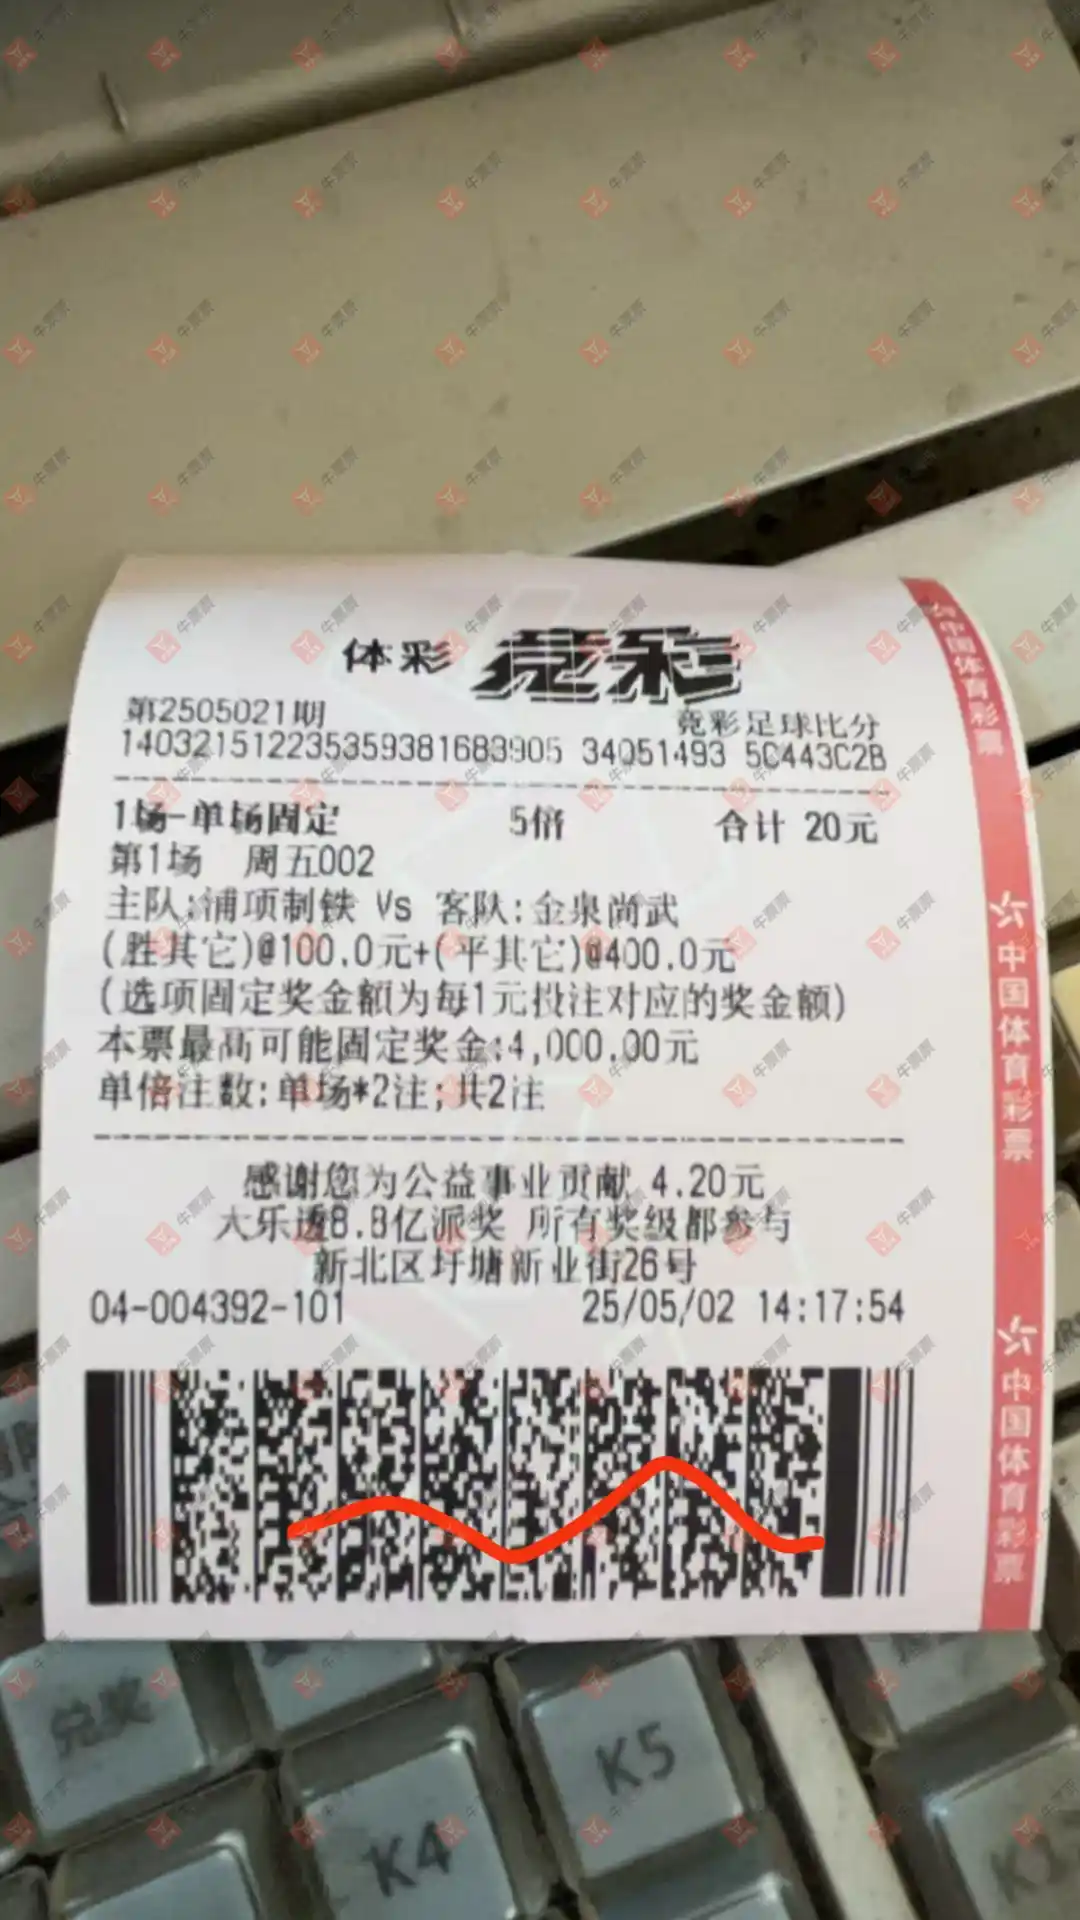 体彩 竞彩
第2505021期 竞彩足球比分
140321512235359381683905 34051493 5C443C2B
1场-单场固定 5倍 合计 20元
第1场 周五002
主队:浦项制铁 Vs 客队:金泉尚武
(胜其它)@100.0元+(平其它)@400.0元
(选项固定奖金额为每1元投注对应的奖金额)
本票最高可能固定奖金:4,000.00元
单倍注数:单场*2注;共2注
感谢您为公益事业贡献 4.20元
大乐透8.8亿派奖 所有奖级都参与
新北区圩塘新业街26号
04-004392-101 25/05/02 14:17:54
中国体育彩票
中国体育彩票
中国体育彩票
兑奖
K5
K4
牛票票